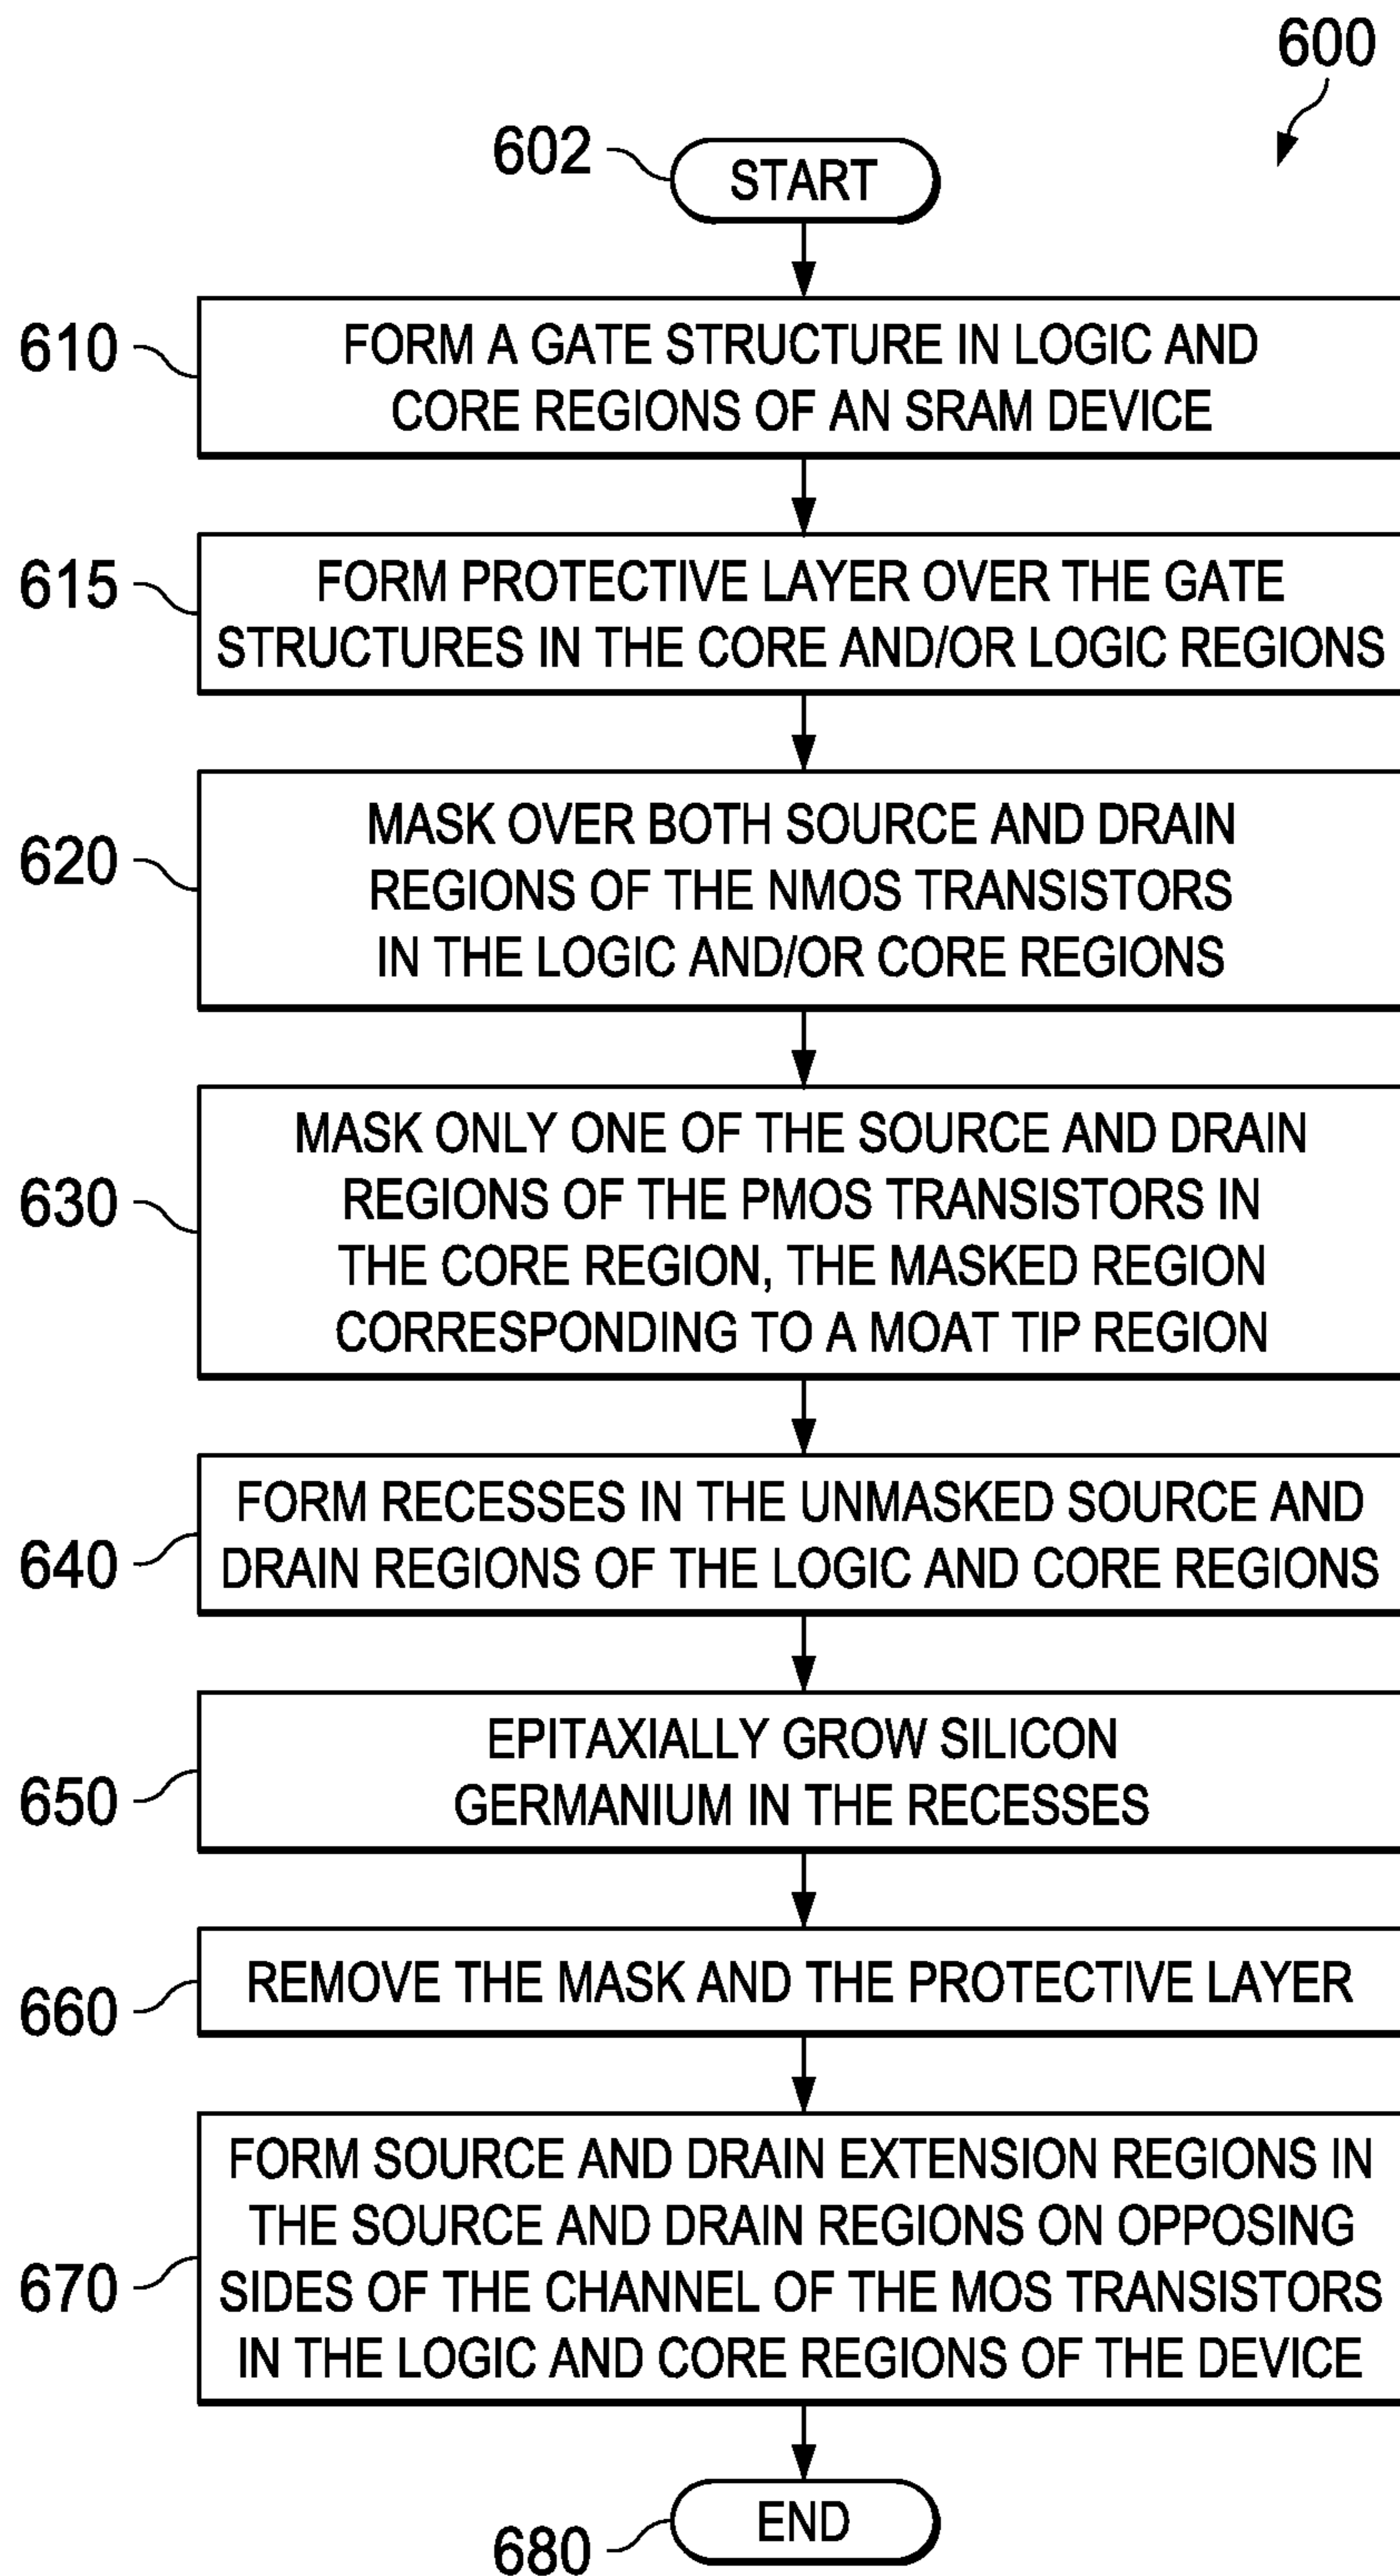 600
602
START
610
FORM A GATE STRUCTURE IN LOGIC AND
CORE REGIONS OF AN SRAM DEVICE
615
FORM PROTECTIVE LAYER OVER THE GATE
STRUCTURES IN THE CORE AND/OR LOGIC REGIONS
620
MASK OVER BOTH SOURCE AND DRAIN
REGIONS OF THE NMOS TRANSISTORS
IN THE LOGIC AND/OR CORE REGIONS
630
MASK ONLY ONE OF THE SOURCE AND DRAIN
REGIONS OF THE PMOS TRANSISTORS IN
THE CORE REGION, THE MASKED REGION
CORRESPONDING TO A MOAT TIP REGION
640
FORM RECESSES IN THE UNMASKED SOURCE AND
DRAIN REGIONS OF THE LOGIC AND CORE REGIONS
650
EPITAXIALLY GROW SILICON
GERMANIUM IN THE RECESSES
660
REMOVE THE MASK AND THE PROTECTIVE LAYER
670
FORM SOURCE AND DRAIN EXTENSION REGIONS IN
THE SOURCE AND DRAIN REGIONS ON OPPOSING
SIDES OF THE CHANNEL OF THE MOS TRANSISTORS
IN THE LOGIC AND CORE REGIONS OF THE DEVICE
680
END